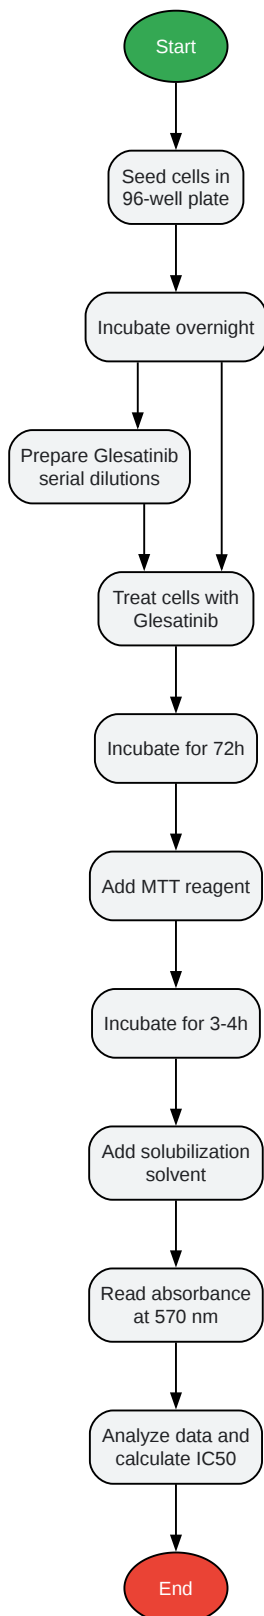 Start
Seed cells in
96-well plate
Incubate overnight
Prepare Glesatinib
serial dilutions
Treat cells with
Glesatinib
Incubate for 72h
Add MTT reagent
Incubate for 3-4h
Add solubilization
solvent
Read absorbance
at 570 nm
Analyze data and
calculate IC50
End